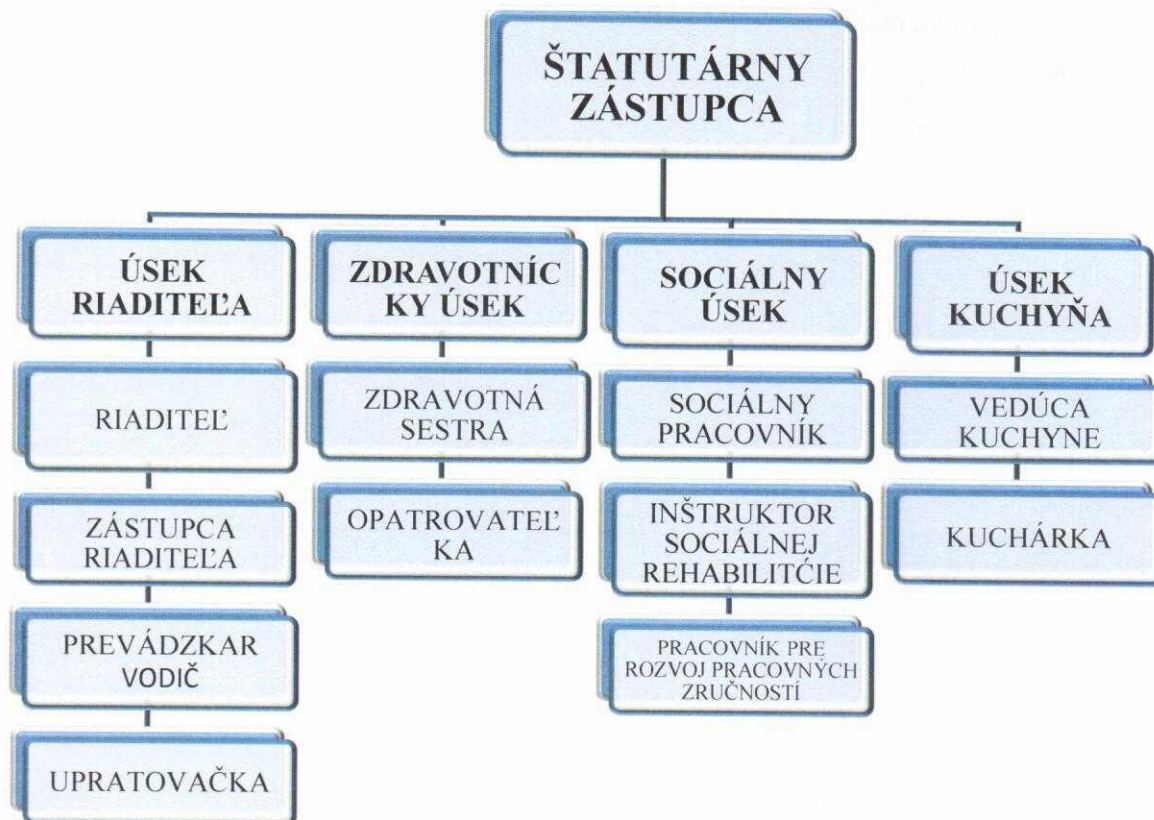 ŠTATUTÁRNY
ZÁSTUPCA
ÚSEK
RIADITEĽA
RIADITEĽ
ZÁSTUPCA
RIADITEĽA
PREVÁDZKAR
VODIČ
UPRATOVAČKA
ZDRAVOTNÍC
KY ÚSEK
ZDRAVOTNÁ
SESTRA
OPATROVATEĽ
KA
SOCIÁLNY
ÚSEK
SOCIÁLNY
PRACOVNÍK
INŠTRUKTOR
SOCIÁLNEJ
REHABILITĆIE
PRACOVNÍK PRE
ROZVOJ PRACOVNÝCH
ZRUČNOSTÍ
ÚSEK
KUCHYŇA
VEDÚCA
KUCHYNE
KUCHÁRKA